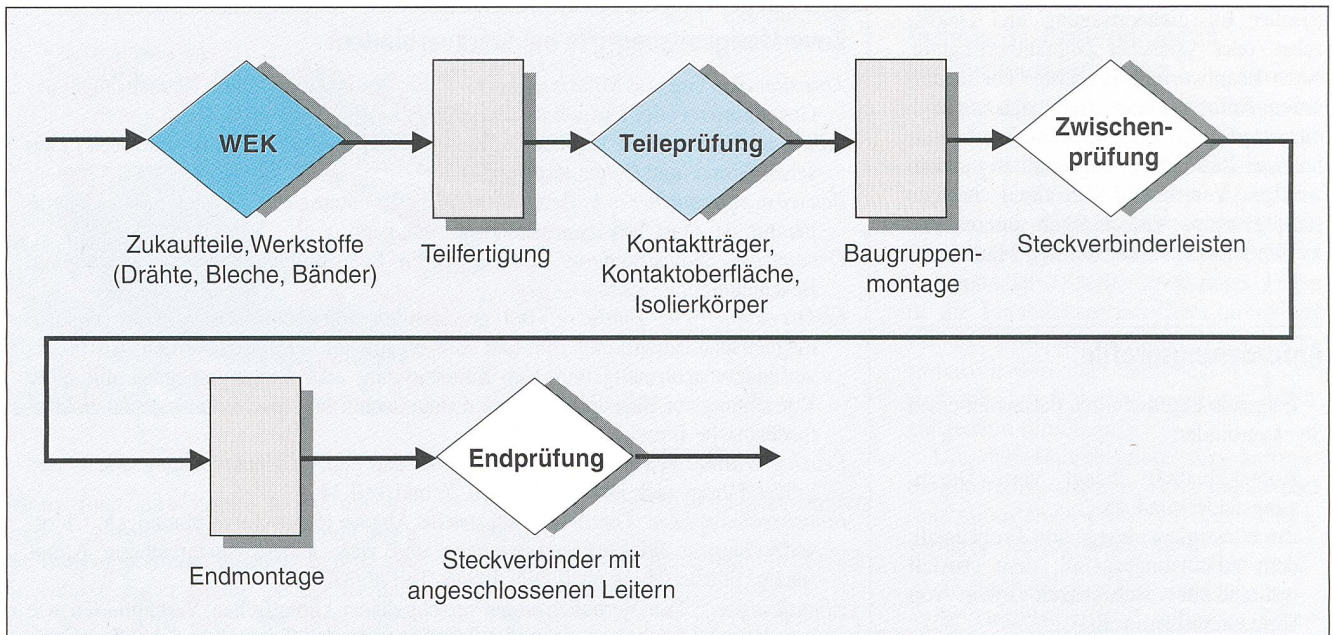 WEK
Zukaufteile,Werkstoffe
(Drähte, Bleche, Bänder)
Teilfertigung
Teileprüfung
Kontaktträger,
Kontaktoberfläche,
Isolierkörper
Baugruppen-
montage
Zwischen-
prüfung
Steckverbinderleisten
Endmontage
Endprüfung
Steckverbinder mit
angeschlossenen Leitern